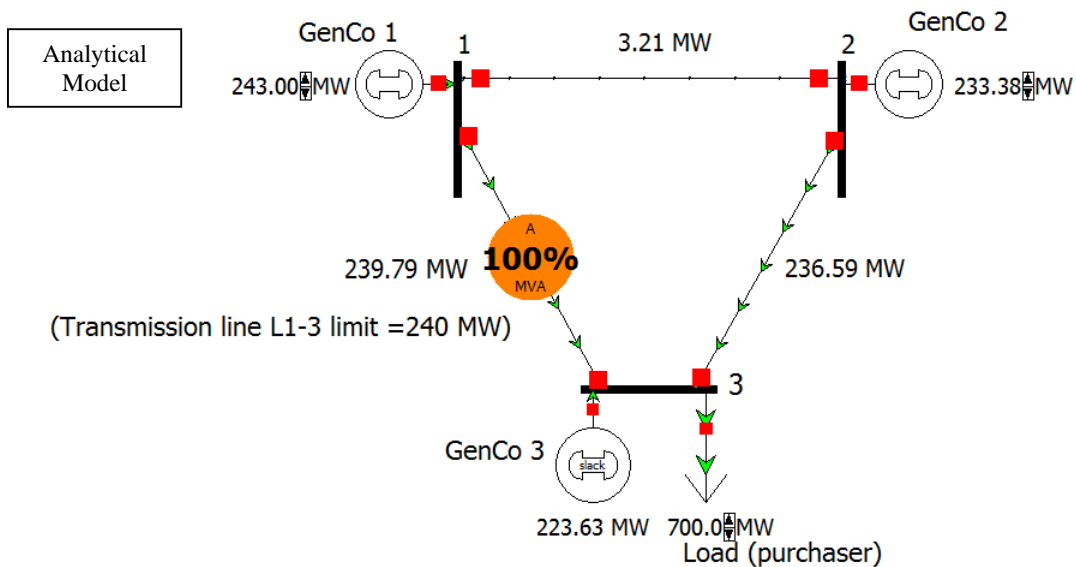 Analytical
Model
GenCo 1
243.00 MW
1
3.21 MW
2
GenCo 2
233.38 MW
A
100%
MVA
239.79 MW
236.59 MW
(Transmission line L1-3 limit =240 MW)
3
GenCo 3
slack
223.63 MW
700.0 MW
Load (purchaser)